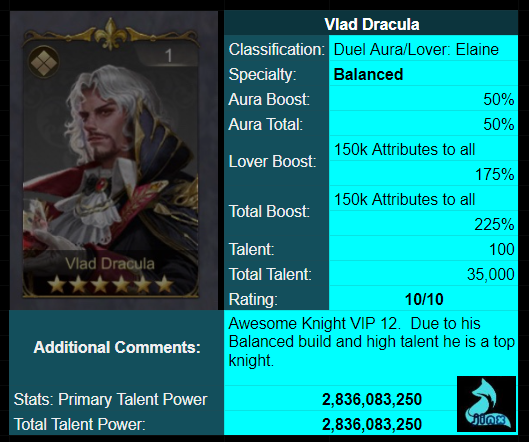 Vlad Dracula
1
Classification: Duel Aura/Lover: Elaine
Specialty: Balanced
Aura Boost: 50%
Aura Total: 50%
Lover Boost: 150k Attributes to all
175%
Total Boost: 150k Attributes to all
225%
Talent: 100
Total Talent: 35,000
Rating: 10/10
Vlad Dracula
Additional Comments:
Awesome Knight VIP 12. Due to his
Balanced build and high talent he is a top
knight.
Stats: Primary Talent Power 2,836,083,250
Total Talent Power: 2,836,083,250